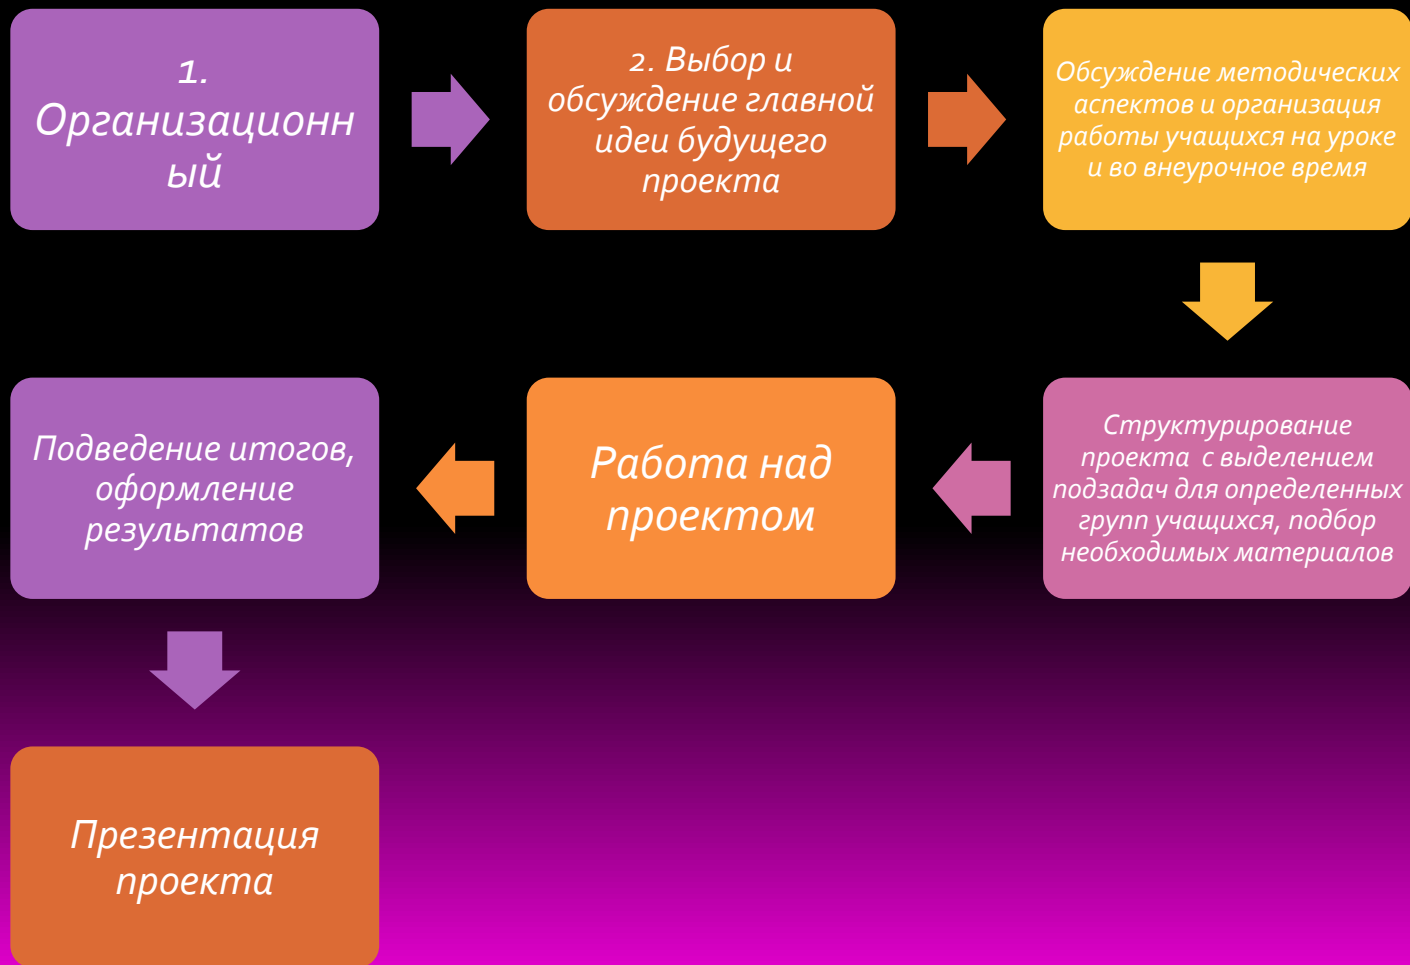 1.
Организационн
ый
2. Выбор и
обсуждение главной
идеи будущего
проекта
Обсуждение методических
аспектов и организация
работы учащихся на уроке
и во внеурочное время
Структурирование
проекта с выделением
подзадач для определенных
групп учащихся, подбор
необходимых материалов
Работа над
проектом
Подведение итогов,
оформление
результатов
Презентация
проекта